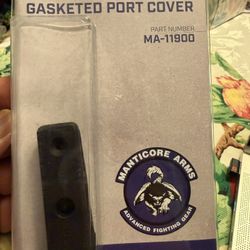 GASKETED PORT COVER
PART NUMBER
MA-11900
MANTICORE ARMS
ADVANCED FIGHTING GEAR